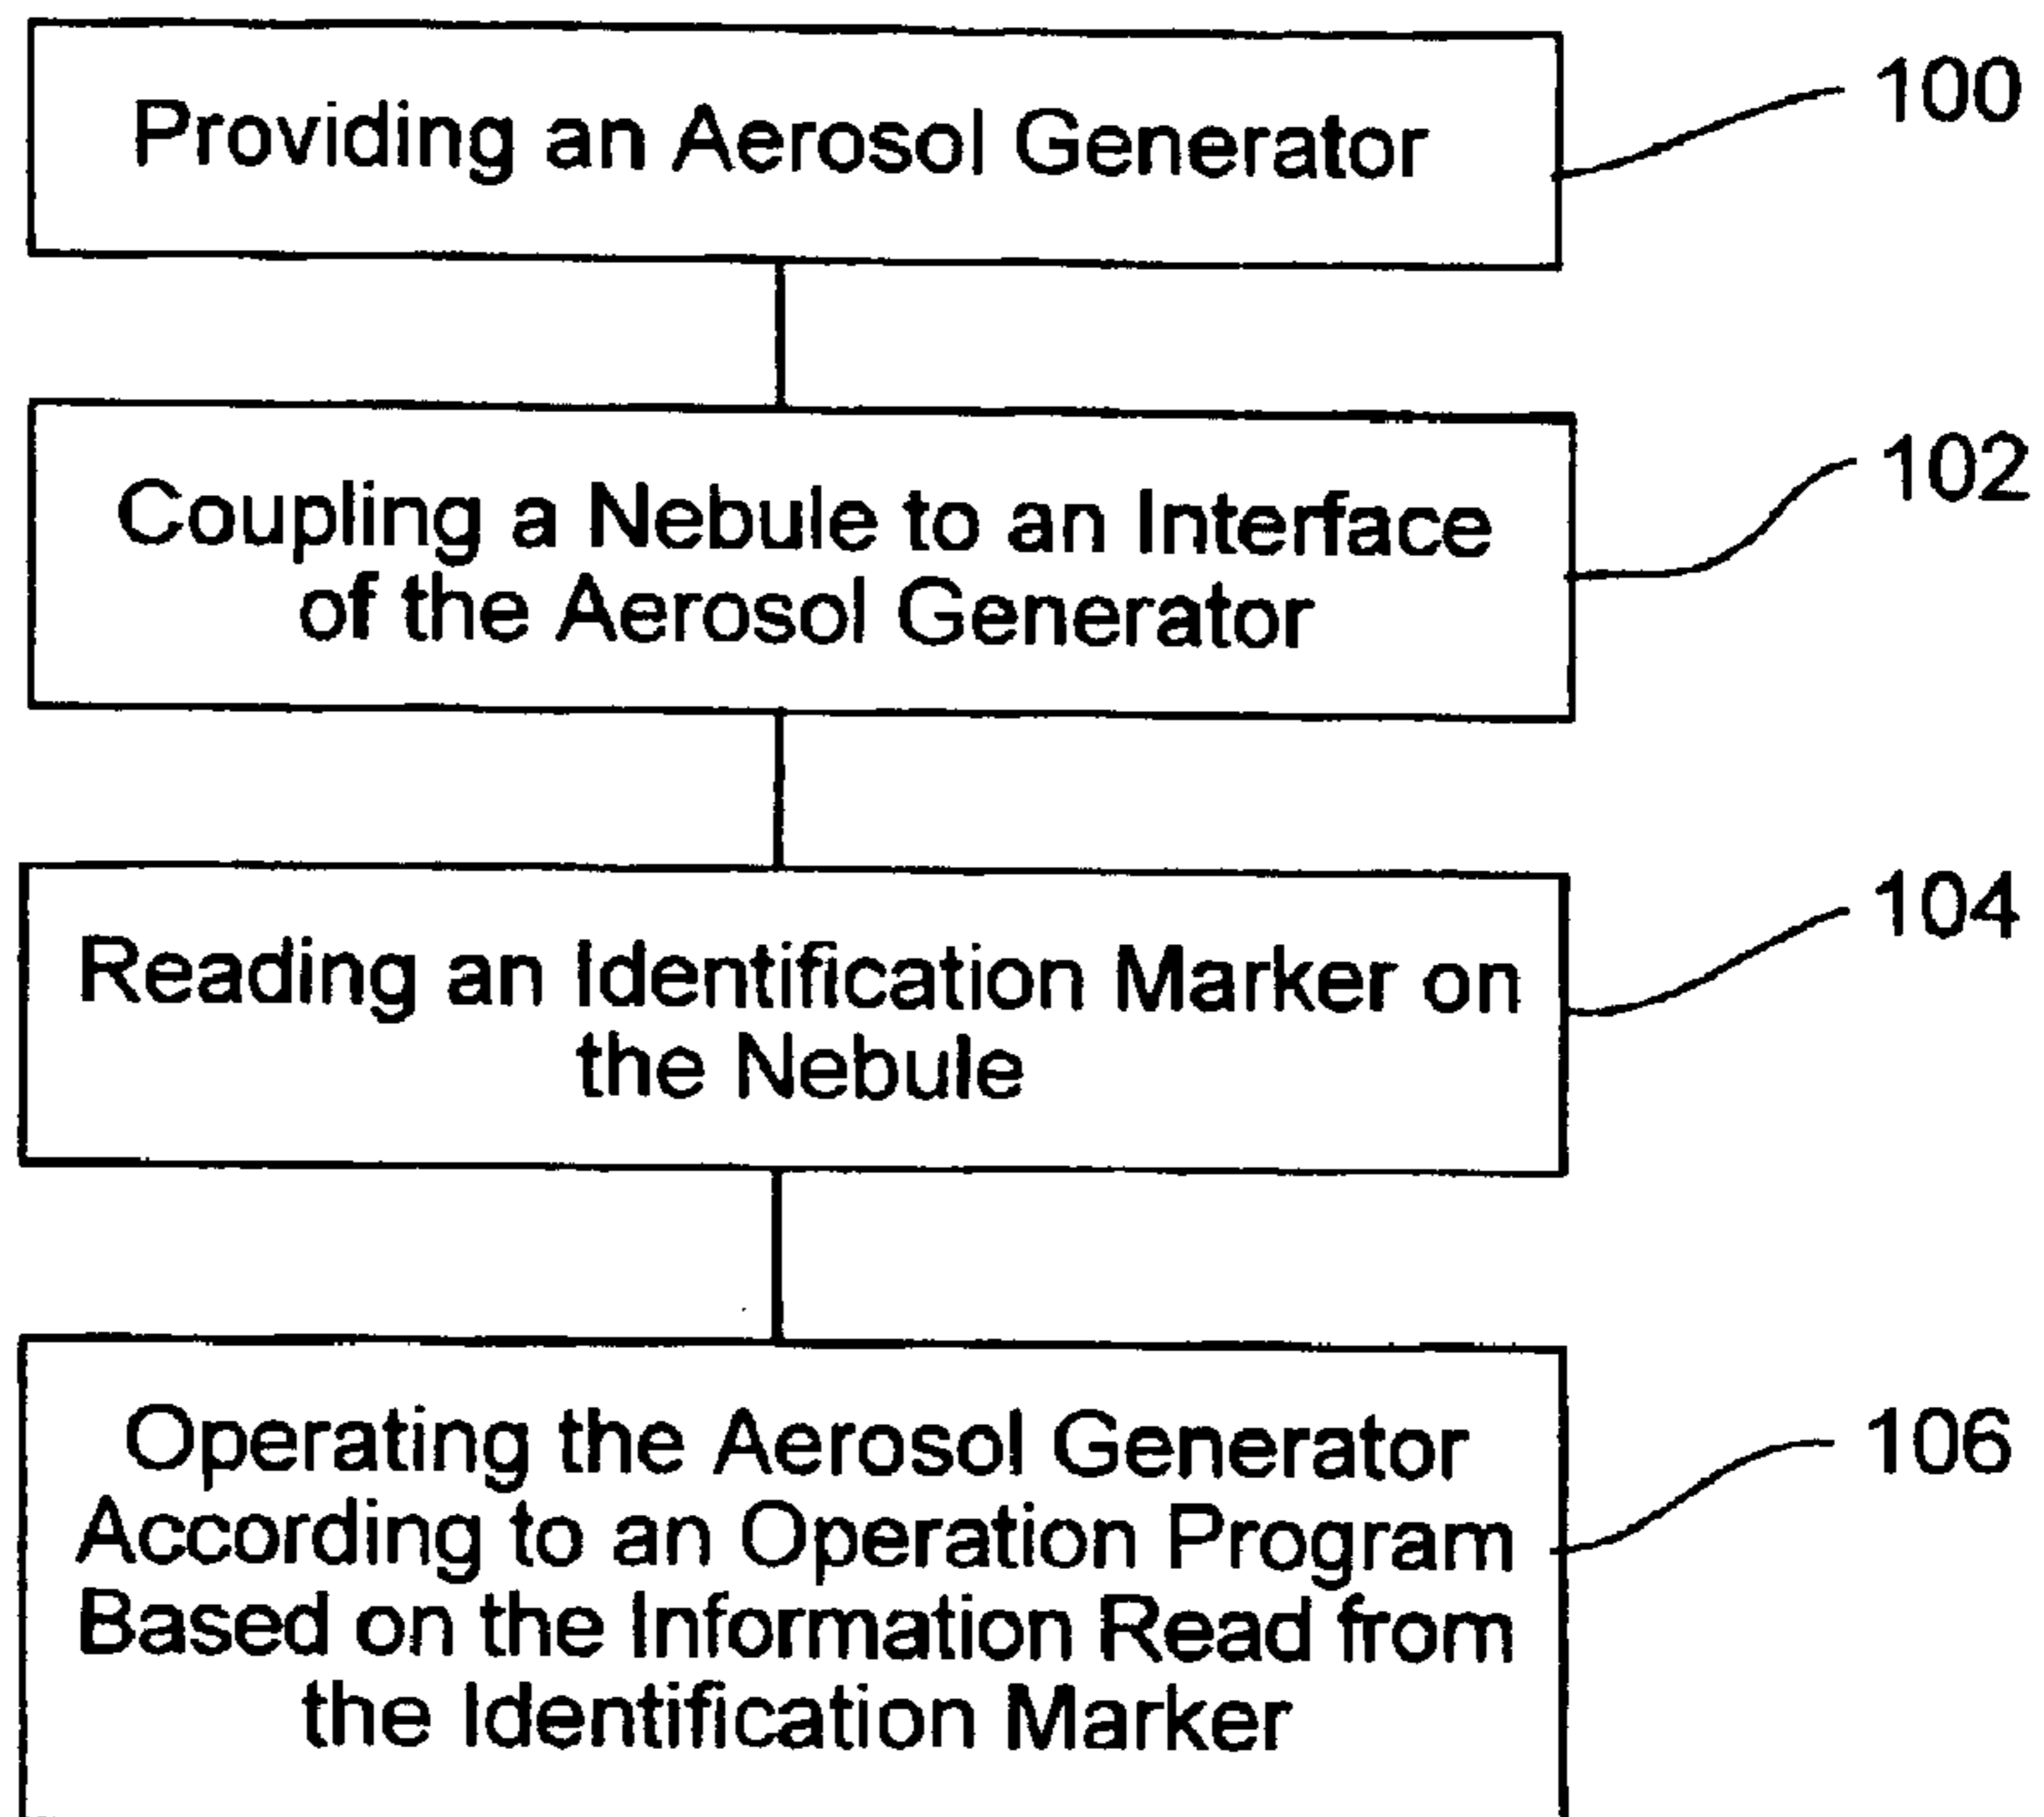 Providing an Aerosol Generator
100
Coupling a Nebule to an Interface
of the Aerosol Generator
102
Reading an Identification Marker on
the Nebule
104
Operating the Aerosol Generator
According to an Operation Program
Based on the Information Read from
the Identification Marker
106